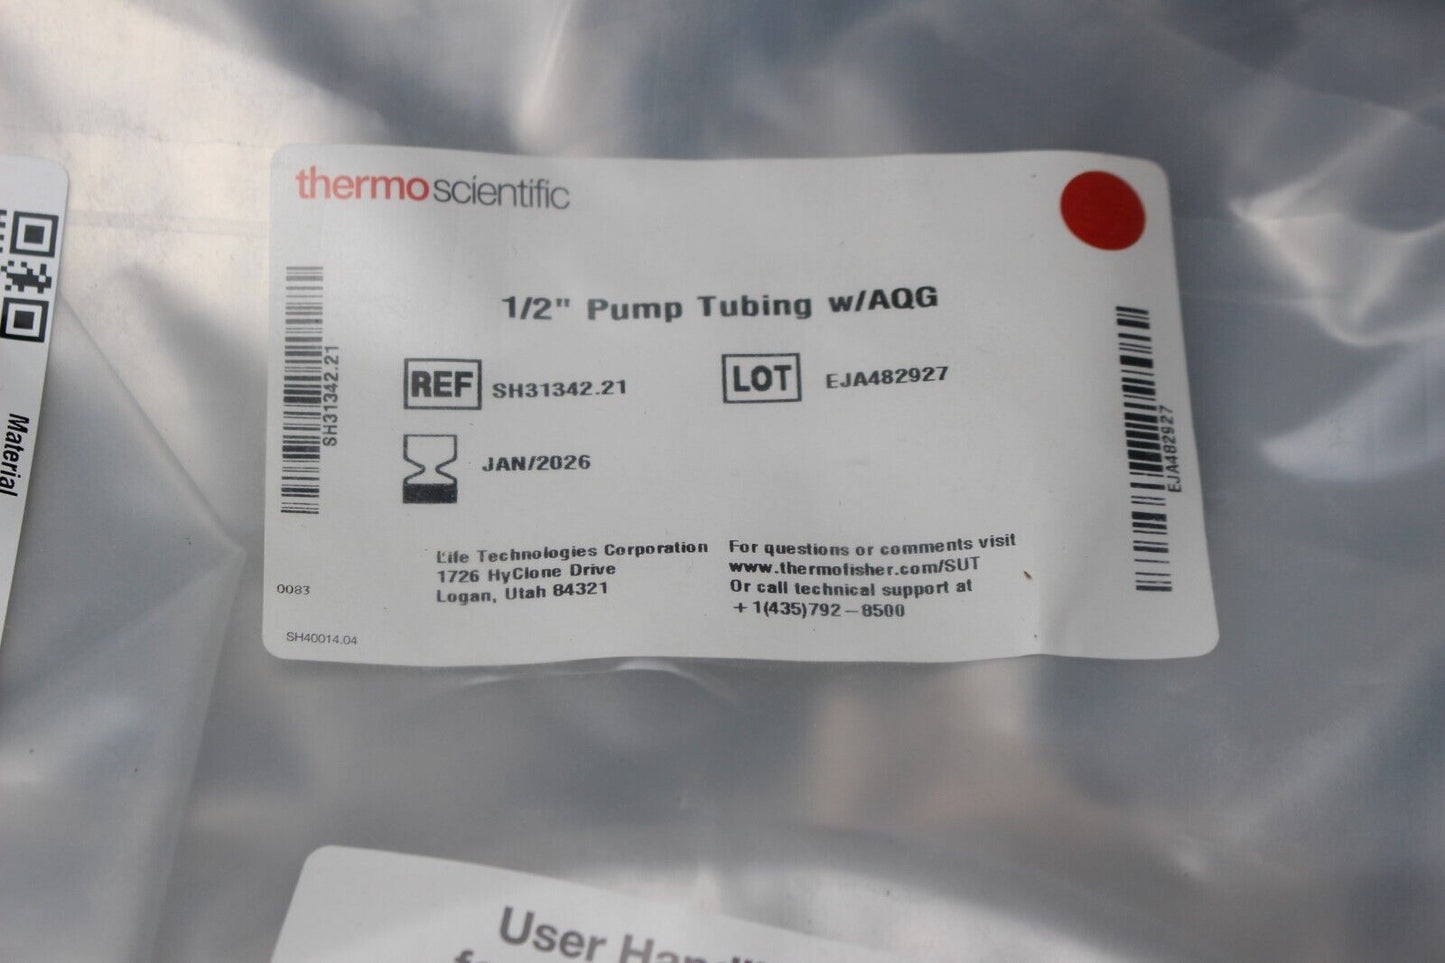 thermo scientific
1/2" Pump Tubing w/AQG
SH31342.21
REF SH31342.21
LOT EJA482927
EJA482927
JAN/2026
Life Technologies Corporation
1726 HyClone Drive
Logan, Utah 84321
For questions or comments visit
www.thermofisher.com/SUT
Or call technical support at
+1(435)792-8500
0083
SH40014.04
Material
User